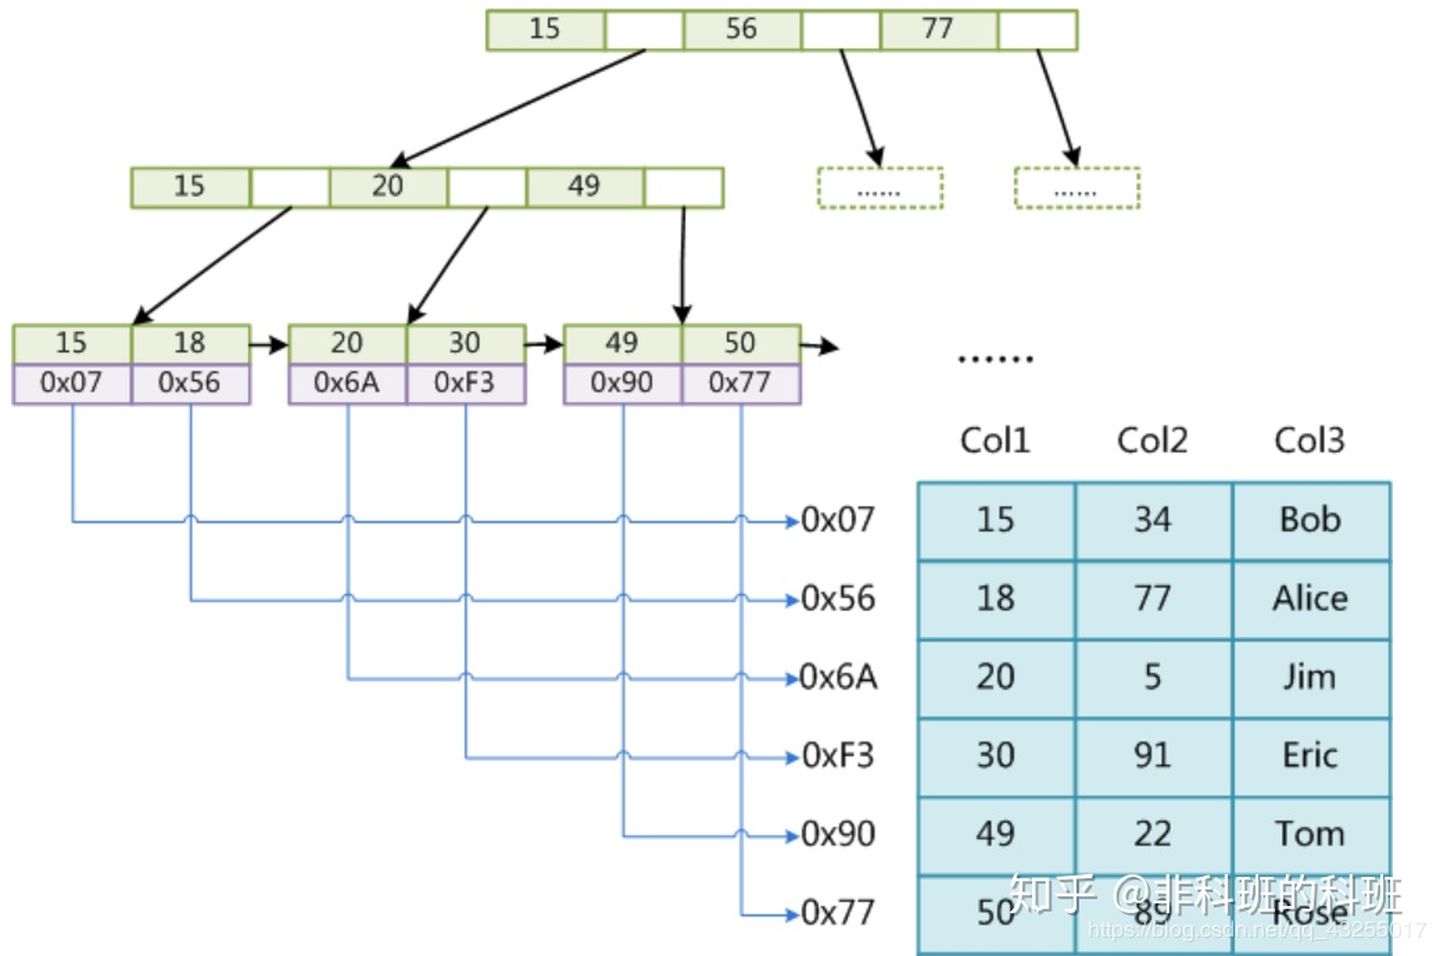 15 56 77
15 20 49 ...... ......
15 18 20 30 49 50
0x07 0x56 0x6A 0xF3 0x90 0x77
......
Col1 Col2 Col3
0x07 15 34 Bob
0x56 18 77 Alice
0x6A 20 5 Jim
0xF3 30 91 Eric
0x90 49 22 Tom
0x77 50 89 Rose
知乎 @非科班的科班
https://blog.csdn.net/qq_43255017